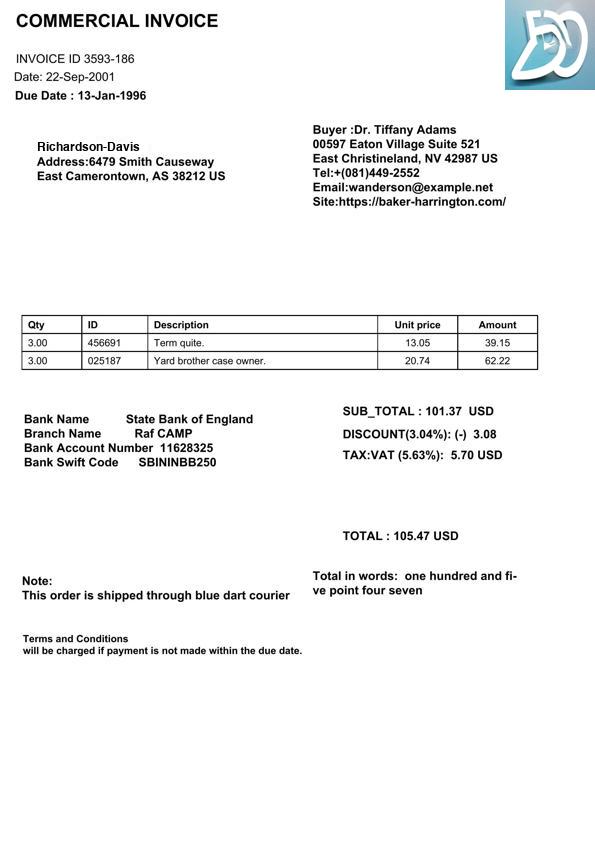 COMMERCIAL INVOICE
INVOICE ID 3593-186
Date: 22-Sep-2001
Due Date : 13-Jan-1996
Richardson-Davis
Address:6479 Smith Causeway
East Camerontown, AS 38212 US
Buyer :Dr. Tiffany Adams
00597 Eaton Village Suite 521
East Christineland, NV 42987 US
Tel:+(081)449-2552
Email:wanderson@example.net
Site:https://baker-harrington.com/
Qty ID Description Unit price Amount
3.00 456691 Term quite. 13.05 39.15
3.00 025187 Yard brother case owner. 20.74 62.22
Bank Name State Bank of England
Branch Name Raf CAMP
Bank Account Number 11628325
Bank Swift Code SBININBB250
SUB_TOTAL : 101.37 USD
DISCOUNT(3.04%): (-) 3.08
TAX:VAT (5.63%): 5.70 USD
TOTAL : 105.47 USD
Total in words: one hundred and fi-
ve point four seven
Note:
This order is shipped through blue dart courier
Terms and Conditions
will be charged if payment is not made within the due date.